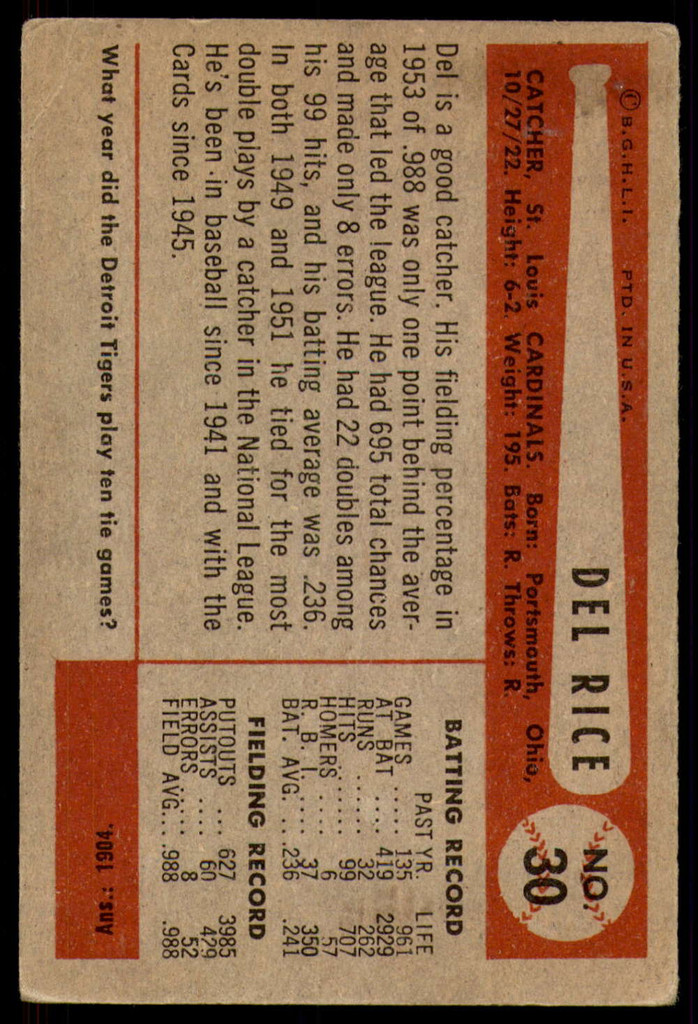 © B.G.H.L.I. PTD. IN U.S.A.
DEL RICE
NO. 30
CATCHER, St. Louis CARDINALS. Born: Portsmouth, Ohio,
10/27/22. Height: 6-2. Weight: 195. Bats: R. Throws: R.
Del is a good catcher. His fielding percentage in
1953 of .988 was only one point behind the aver-
age that led the league. He had 695 total chances
and made only 8 errors. He had 22 doubles among
his 99 hits, and his batting average was .236.
In both 1949 and 1951 he tied for the most
double plays by a catcher in the National League.
He's been in baseball since 1941 and with the
Cards since 1945.
BATTING RECORD
PAST YR. LIFE
GAMES ..... 135 961
AT BAT .... 419 2929
RUNS ...... 32 262
HITS ...... 99 707
HOMERS ..... 6 57
R. B. I. .... 37 350
BAT. AVG. ... .236 .241
FIELDING RECORD
PUTOUTS ... 627 3985
ASSISTS .... 60 429
ERRORS .... 8 52
FIELD AVG... .988 .988
What year did the Detroit Tigers play ten tie games?
Ans.: 1904.